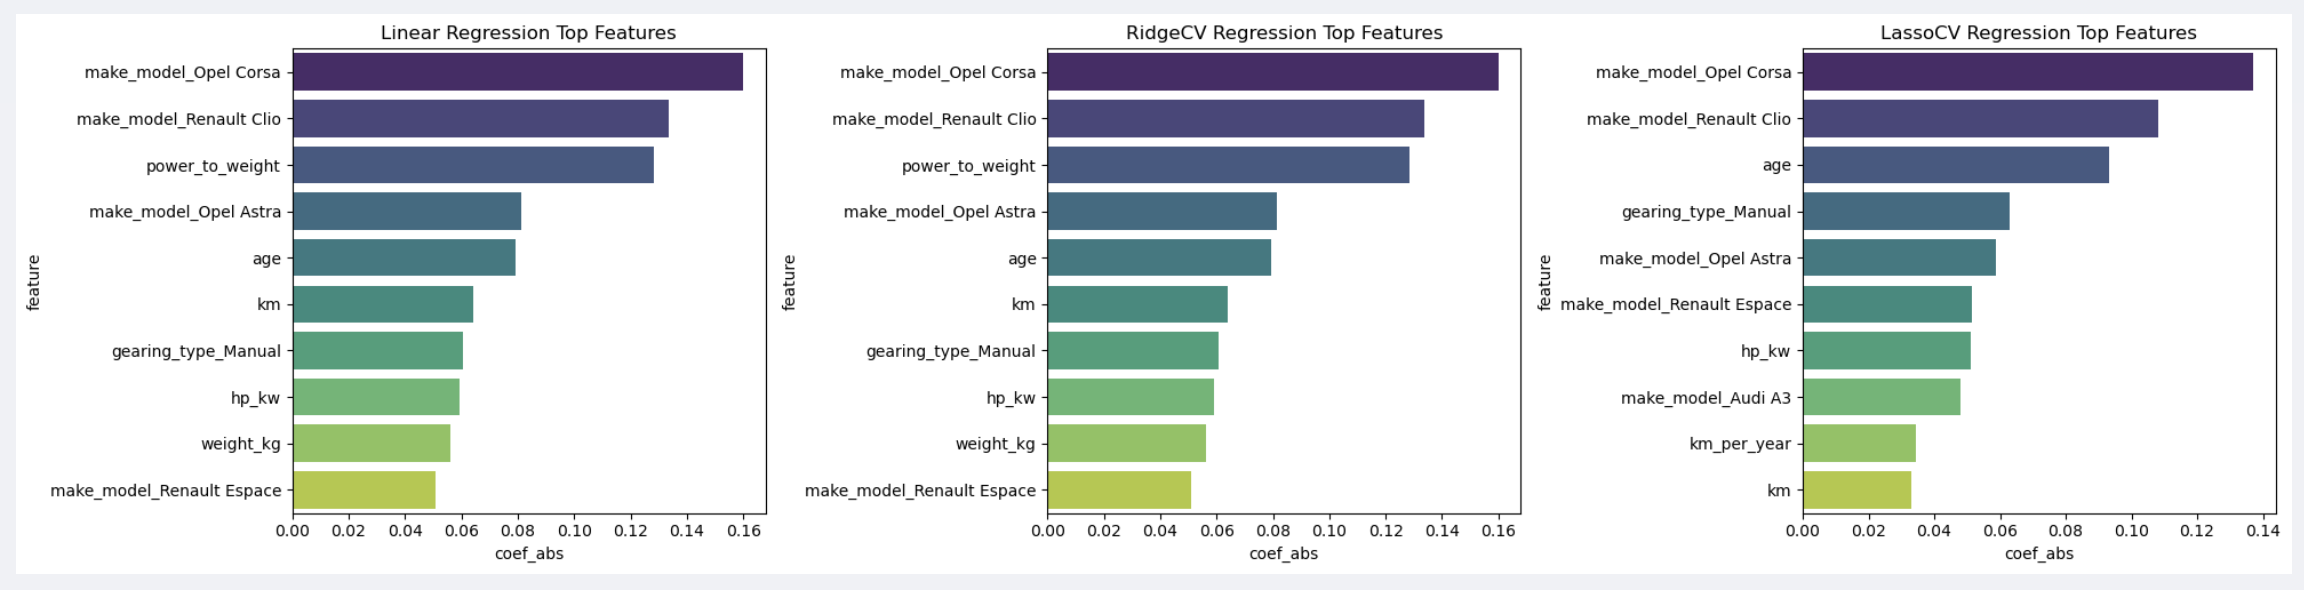 Linear Regression Top Features
make_model_Opel Corsa
make_model_Renault Clio
power_to_weight
make_model_Opel Astra
age
km
gearing_type_Manual
hp_kw
weight_kg
make_model_Renault Espace
feature
0.00 0.02 0.04 0.06 0.08 0.10 0.12 0.14 0.16
coef_abs
RidgeCV Regression Top Features
make_model_Opel Corsa
make_model_Renault Clio
power_to_weight
make_model_Opel Astra
age
km
gearing_type_Manual
hp_kw
weight_kg
make_model_Renault Espace
feature
0.00 0.02 0.04 0.06 0.08 0.10 0.12 0.14 0.16
coef_abs
LassoCV Regression Top Features
make_model_Opel Corsa
make_model_Renault Clio
age
gearing_type_Manual
make_model_Opel Astra
make_model_Renault Espace
hp_kw
make_model_Audi A3
km_per_year
km
feature
0.00 0.02 0.04 0.06 0.08 0.10 0.12 0.14
coef_abs